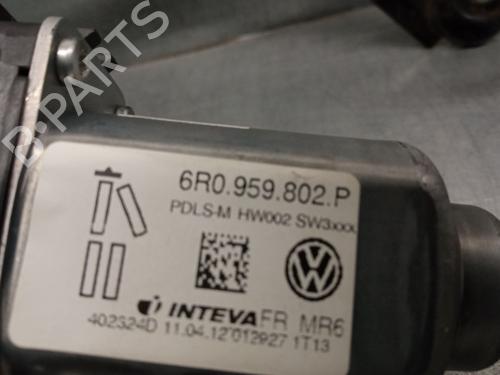 B-PARTS
6R0.959.802.P
PDLS-M HW002 SW3xxx
INTEVA FR MR6
402324D 11.04.12 012927 1T13